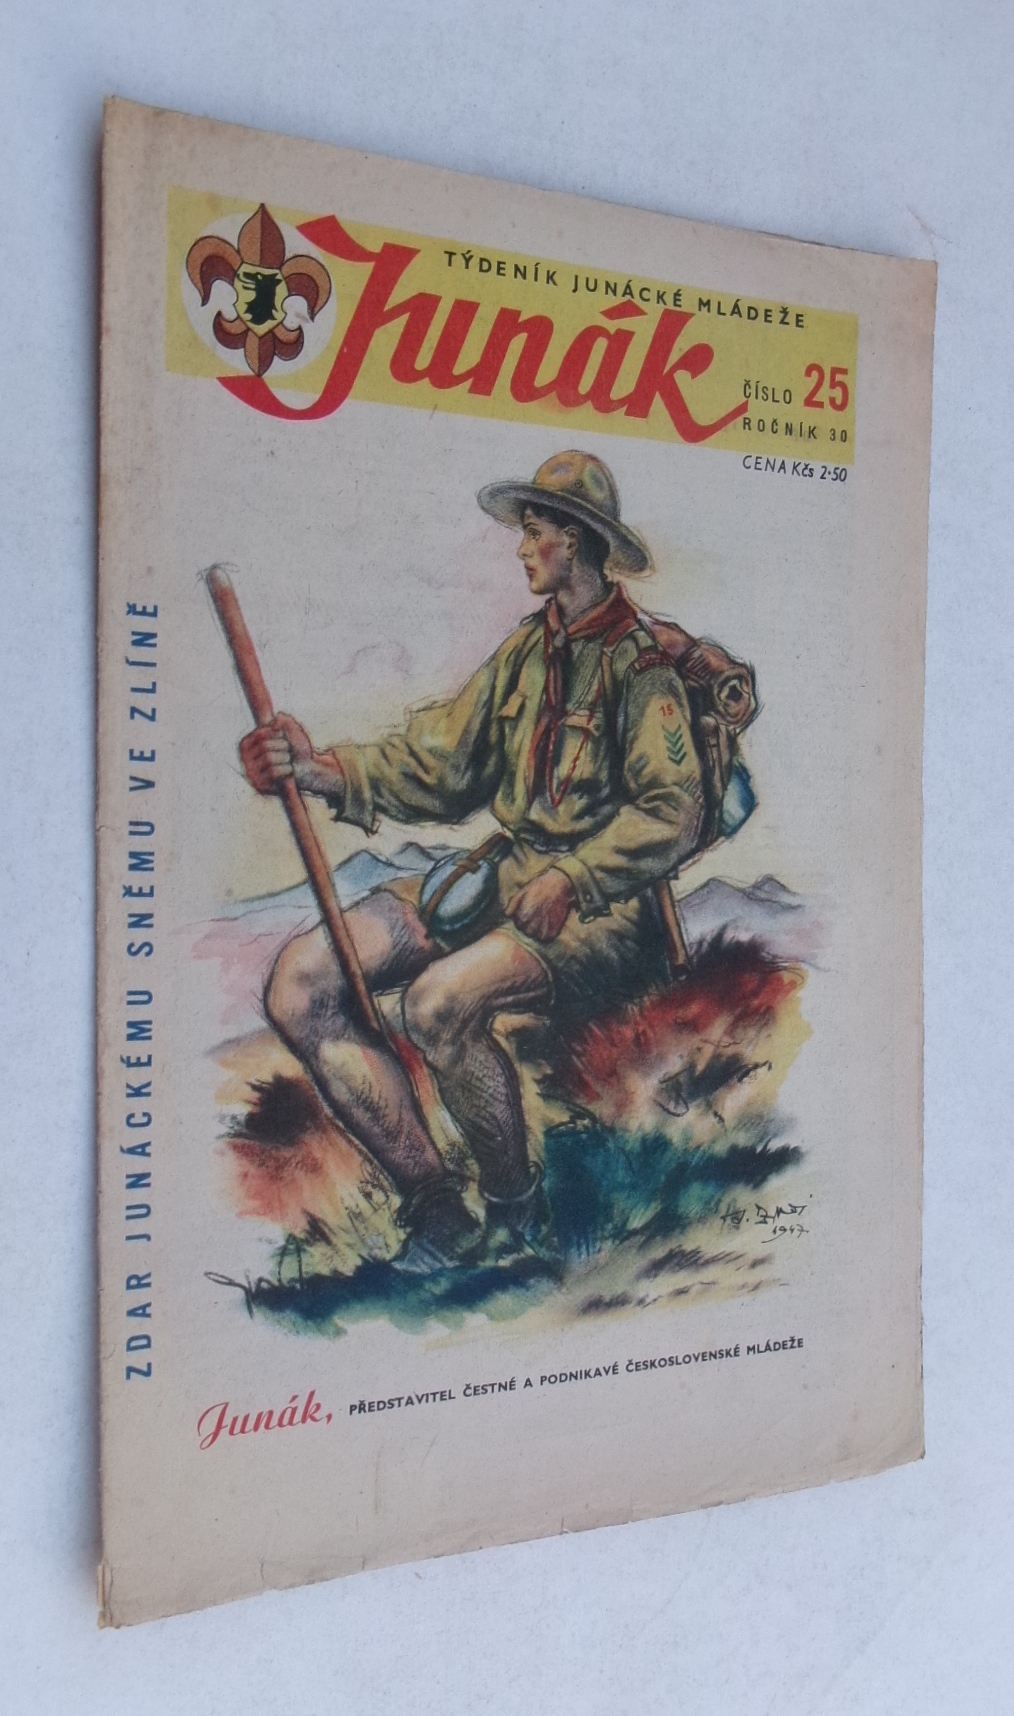 TÝDENÍK JUNÁCKÉ MLÁDEŽE
Junák
ČÍSLO 25
ROČNÍK 30
CENA Kčs 2·50
ZDAR JUNÁCKÉMU SNĚMU VE ZLÍNĚ
15
1947
Junák, PŘEDSTAVITEL ČESTNÉ A PODNIKAVÉ ČESKOSLOVENSKÉ MLÁDEŽE